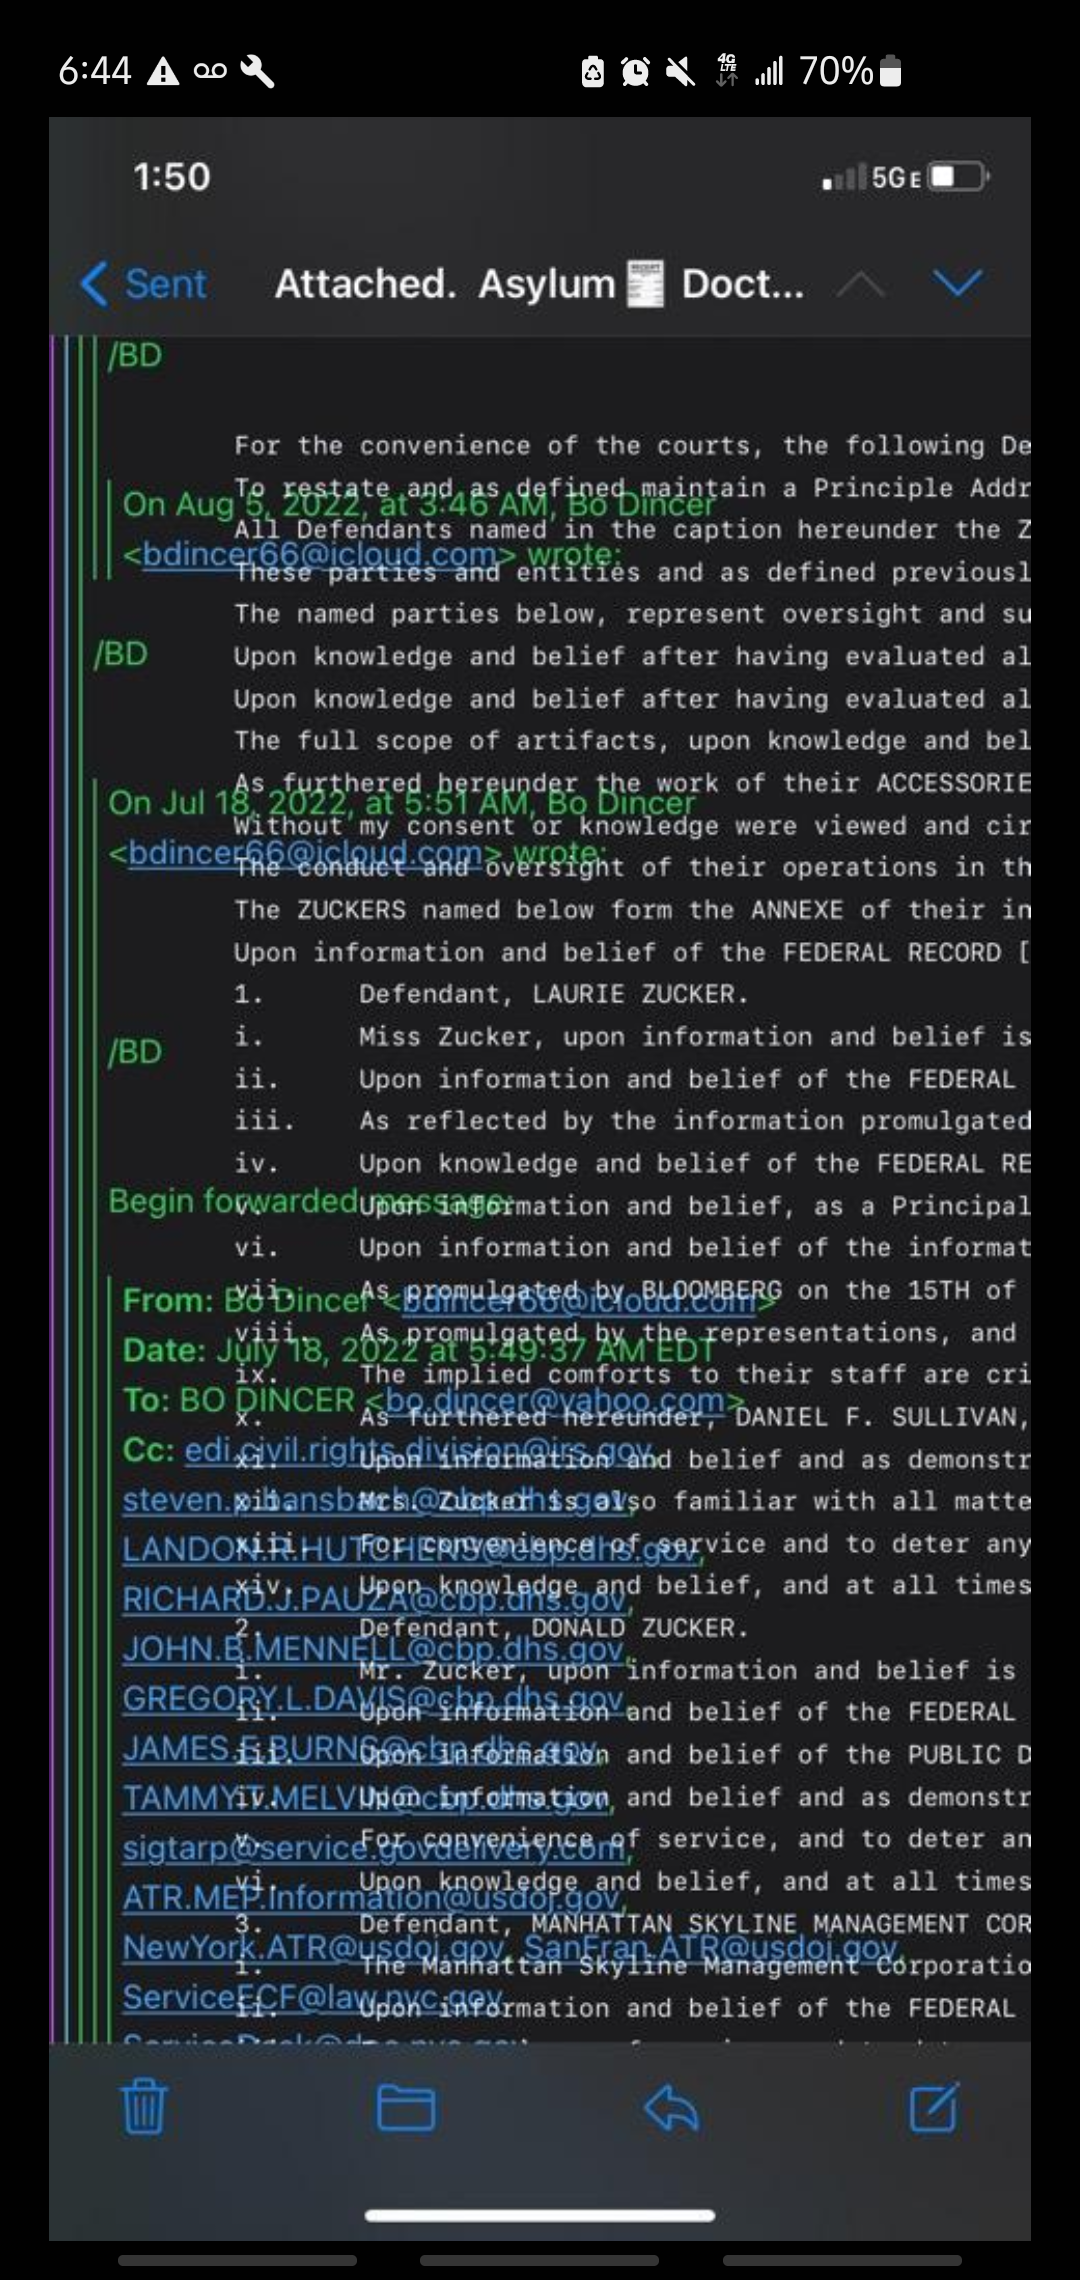 6:44
4G LTE
70%
1:50
5GE
Sent
Attached. Asylum
RECEIPT
Doct...
/BD
For the convenience of the courts, the following De
To restate and as defined maintain a Principle Addr
On Aug 5, 2022, at 3:46 AM, Bo Dincer
All Defendants named in the caption hereunder the Z
<bdincer66@icloud.com> wrote:
These parties and entities and as defined previousl
The named parties below, represent oversight and su
/BD
Upon knowledge and belief after having evaluated al
Upon knowledge and belief after having evaluated al
The full scope of artifacts, upon knowledge and bel
As furthered hereunder the work of their ACCESSORIE
On Jul 18, 2022, at 5:51 AM, Bo Dincer
Without my consent or knowledge were viewed and cir
<bdincer66@icloud.com> wrote:
The conduct and oversight of their operations in th
The ZUCKERS named below form the ANNEXE of their in
Upon information and belief of the FEDERAL RECORD [
1. Defendant, LAURIE ZUCKER.
i. Miss Zucker, upon information and belief is
/BD
ii. Upon information and belief of the FEDERAL
iii. As reflected by the information promulgated
iv. Upon knowledge and belief of the FEDERAL RE
Begin forwarded message:
v. Upon information and belief, as a Principal
vi. Upon information and belief of the informat
vii. As promulgated by BLOOMBERG on the 15TH of
From: Bo Dincer <bdincer66@icloud.com>
viii. As promulgated by the representations, and
Date: July 18, 2022 at 5:49:37 AM EDT
ix. The implied comforts to their staff are cri
To: BO DINCER <bo.dincer@yahoo.com>
x. As furthered hereunder, DANIEL F. SULLIVAN,
Cc: edi.civil.rights.division@irs.gov,
xi. Upon information and belief and as demonstr
xii. Mrs. Zucker is also familiar with all matte
xiii. For convenience of service and to deter any
LANDON.R.HUTCHENS@cbp.dhs.gov,
xiv. Upon knowledge and belief, and at all times
RICHARD.J.PAUZA@cbp.dhs.gov,
2. Defendant, DONALD ZUCKER.
JOHN.B.MENNELL@cbp.dhs.gov,
i. Mr. Zucker, upon information and belief is
GREGORY.L.DAVIS@cbp.dhs.gov,
ii. Upon information and belief of the FEDERAL
JAMES.E.BURNS@cbp.dhs.gov,
iii. Upon information and belief of the PUBLIC D
iv. Upon information, and belief and as demonstr
TAMMY.T.MELVIN@cbp.dhs.gov,
v. For convenience of service, and to deter an
sigtarp@service.govdelivery.com,
vi. Upon knowledge and belief, and at all times
ATR.MEP.Information@usdoj.gov,
3. Defendant, MANHATTAN SKYLINE MANAGEMENT COR
NewYork.ATR@usdoj.gov, SanFran.ATR@usdoj.gov,
i. The Manhattan Skyline Management Corporatio
ServiceECF@law.nyc.gov,
ii. Upon information and belief of the FEDERAL